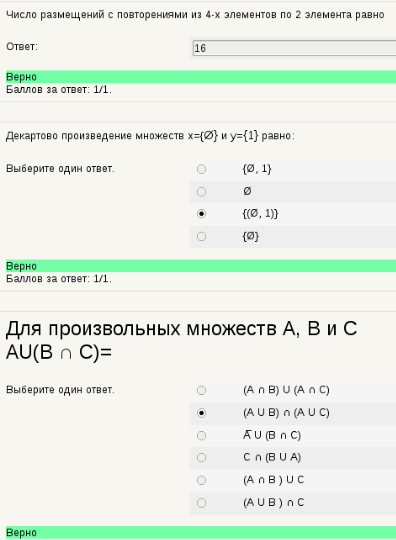 Число размещений с повторениями из 4-х элементов по 2 элемента равно
Ответ:
16
Верно
Баллов за ответ: 1/1.
Декартово произведение множеств x={Ø} и y={1} равно:
Выберите один ответ.
{Ø, 1}
Ø
{(Ø, 1)}
{Ø}
Верно
Баллов за ответ: 1/1.
Для произвольных множеств A, B и C
AU(B ∩ C)=
Выберите один ответ.
(A ∩ B) U (A ∩ C)
(A U B) ∩ (A U C)
A̅ U (B ∩ C)
C ∩ (B U A)
(A ∩ B ) U C
(A U B ) ∩ C
Верно